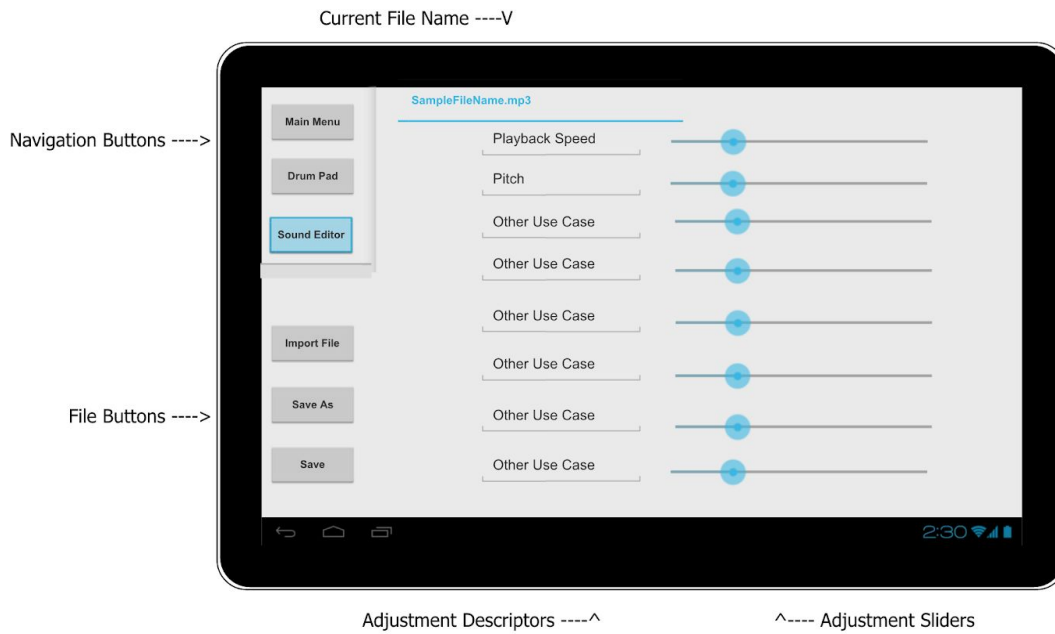 Current File Name ----V
SampleFileName.mp3
Navigation Buttons ---->
Main Menu
Drum Pad
Sound Editor
File Buttons ---->
Import File
Save As
Save
Playback Speed
Pitch
Other Use Case
Other Use Case
Other Use Case
Other Use Case
Other Use Case
Other Use Case
2:30
Adjustment Descriptors ----^
^---- Adjustment Sliders